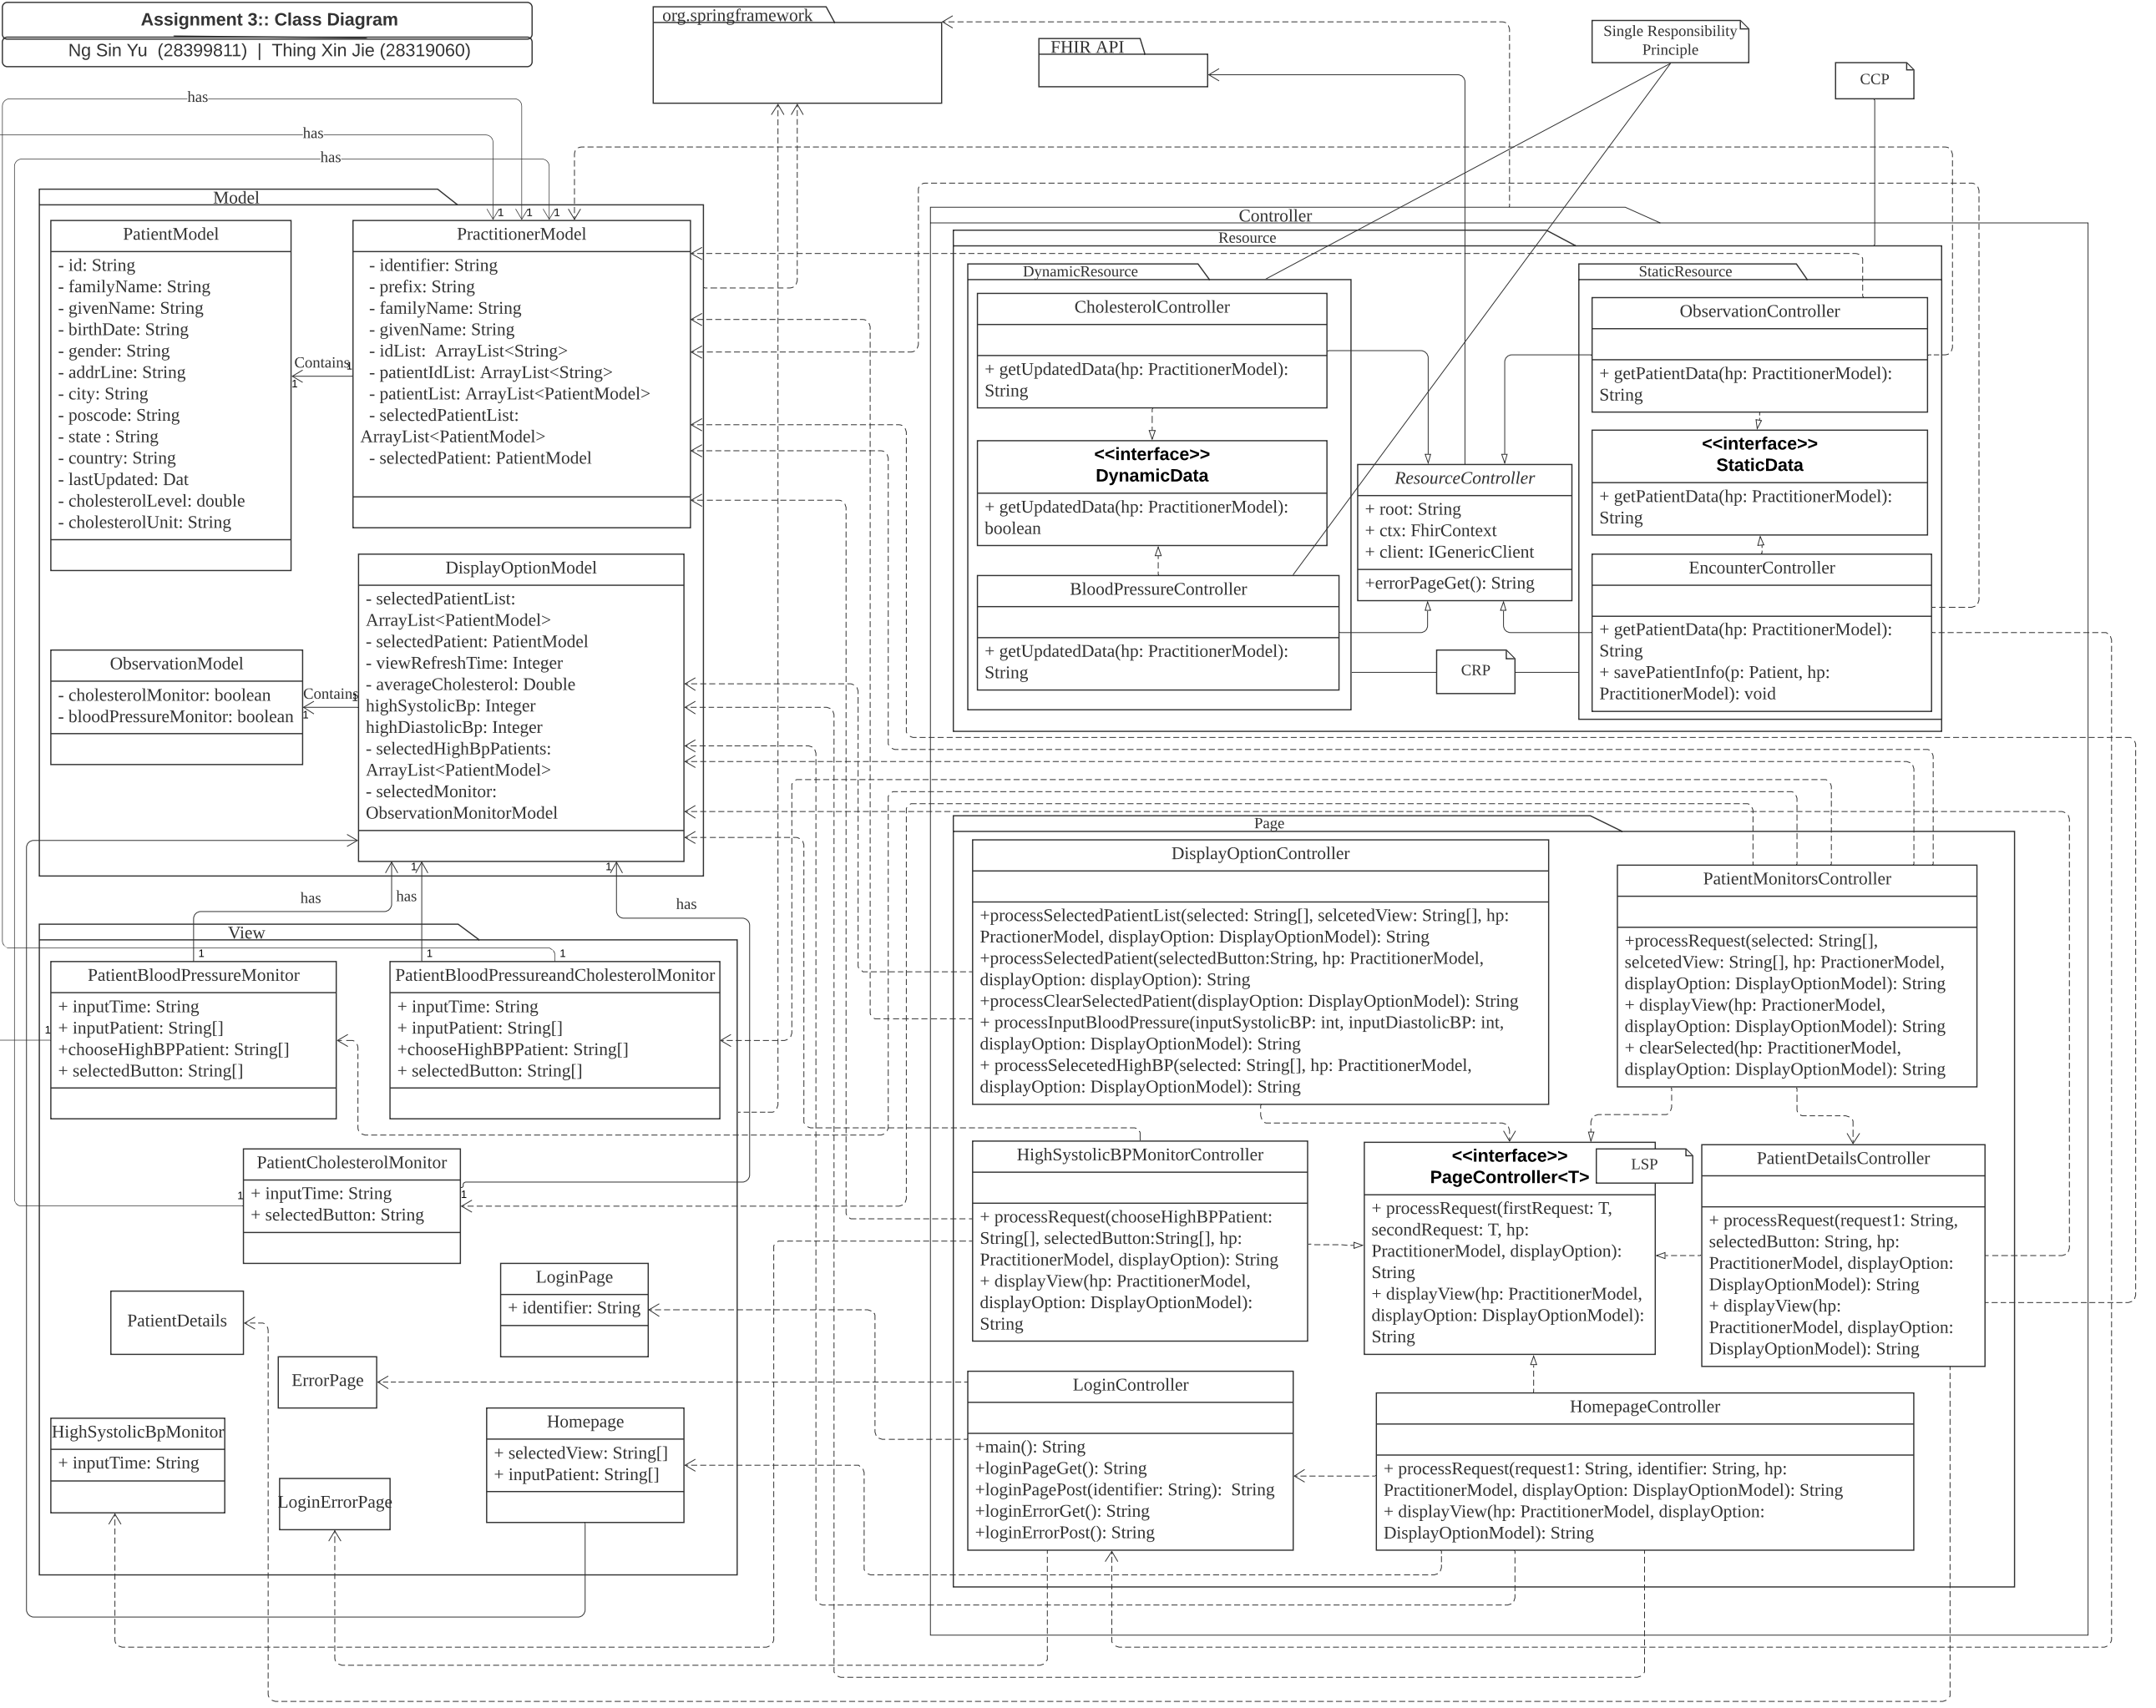 Assignment 3:: Class Diagram
Ng Sin Yu  (28399811)  |  Thing Xin Jie (28319060)
org.springframework
FHIR API
Single Responsibility
Principle
CCP
has
has
has
1
1
1
Model
PatientModel
- id: String
- familyName: String
- givenName: String
- birthDate: String
- gender: String
- addrLine: String
- city: String
- poscode: String
- state : String
- country: String
- lastUpdated: Dat
- cholesterolLevel: double
- cholesterolUnit: String
Contains
1
1
PractitionerModel
- identifier: String
- prefix: String
- familyName: String
- givenName: String
- idList:  ArrayList<String>
- patientIdList: ArrayList<String>
- patientList: ArrayList<PatientModel>
- selectedPatientList:
ArrayList<PatientModel>
- selectedPatient: PatientModel
DisplayOptionModel
- selectedPatientList:
ArrayList<PatientModel>
- selectedPatient: PatientModel
- viewRefreshTime: Integer
- averageCholesterol: Double
highSystolicBp: Integer
highDiastolicBp: Integer
- selectedHighBpPatients:
ArrayList<PatientModel>
- selectedMonitor:
ObservationMonitorModel
ObservationModel
- cholesterolMonitor: boolean
- bloodPressureMonitor: boolean
Contains
1
1
1
1
has
has
has
View
1
1
1
PatientBloodPressureMonitor
+ inputTime: String
+ inputPatient: String[]
+chooseHighBPPatient: String[]
+ selectedButton: String[]
1
PatientBloodPressureandCholesterolMonitor
+ inputTime: String
+ inputPatient: String[]
+chooseHighBPPatient: String[]
+ selectedButton: String[]
PatientCholesterolMonitor
+ inputTime: String
+ selectedButton: String
1
1
LoginPage
+ identifier: String
PatientDetails
ErrorPage
HighSystolicBpMonitor
+ inputTime: String
Homepage
+ selectedView: String[]
+ inputPatient: String[]
LoginErrorPage
Controller
Resource
DynamicResource
CholesterolController
+ getUpdatedData(hp: PractitionerModel):
String
<<interface>>
DynamicData
+ getUpdatedData(hp: PractitionerModel):
boolean
BloodPressureController
+ getUpdatedData(hp: PractitionerModel):
String
ResourceController
+ root: String
+ ctx: FhirContext
+ client: IGenericClient
+errorPageGet(): String
CRP
StaticResource
ObservationController
+ getPatientData(hp: PractitionerModel):
String
<<interface>>
StaticData
+ getPatientData(hp: PractitionerModel):
String
EncounterController
+ getPatientData(hp: PractitionerModel):
String
+ savePatientInfo(p: Patient, hp:
PractitionerModel): void
Page
DisplayOptionController
+processSelectedPatientList(selected: String[], selcetedView: String[], hp:
PractionerModel, displayOption: DisplayOptionModel): String
+processSelectedPatient(selectedButton:String, hp: PractitionerModel,
displayOption: displayOption): String
+processClearSelectedPatient(displayOption: DisplayOptionModel): String
+ processInputBloodPressure(inputSystolicBP: int, inputDiastolicBP: int,
displayOption: DisplayOptionModel): String
+ processSelecetedHighBP(selected: String[], hp: PractitionerModel,
displayOption: DisplayOptionModel): String
PatientMonitorsController
+processRequest(selected: String[],
selcetedView: String[], hp: PractionerModel,
displayOption: DisplayOptionModel): String
+ displayView(hp: PractionerModel,
displayOption: DisplayOptionModel): String
+ clearSelected(hp: PractitionerModel,
displayOption: DisplayOptionModel): String
HighSystolicBPMonitorController
+ processRequest(chooseHighBPPatient:
String[], selectedButton:String[], hp:
PractitionerModel, displayOption): String
+ displayView(hp: PractitionerModel,
displayOption: DisplayOptionModel):
String
<<interface>>
PageController<T>
+ processRequest(firstRequest: T,
secondRequest: T, hp:
PractitionerModel, displayOption):
String
+ displayView(hp: PractitionerModel,
displayOption: DisplayOptionModel):
String
LSP
PatientDetailsController
+ processRequest(request1: String,
selectedButton: String, hp:
PractitionerModel, displayOption:
DisplayOptionModel): String
+ displayView(hp:
PractitionerModel, displayOption:
DisplayOptionModel): String
LoginController
+main(): String
+loginPageGet(): String
+loginPagePost(identifier: String):  String
+loginErrorGet(): String
+loginErrorPost(): String
HomepageController
+ processRequest(request1: String, identifier: String, hp:
PractitionerModel, displayOption: DisplayOptionModel): String
+ displayView(hp: PractitionerModel, displayOption:
DisplayOptionModel): String